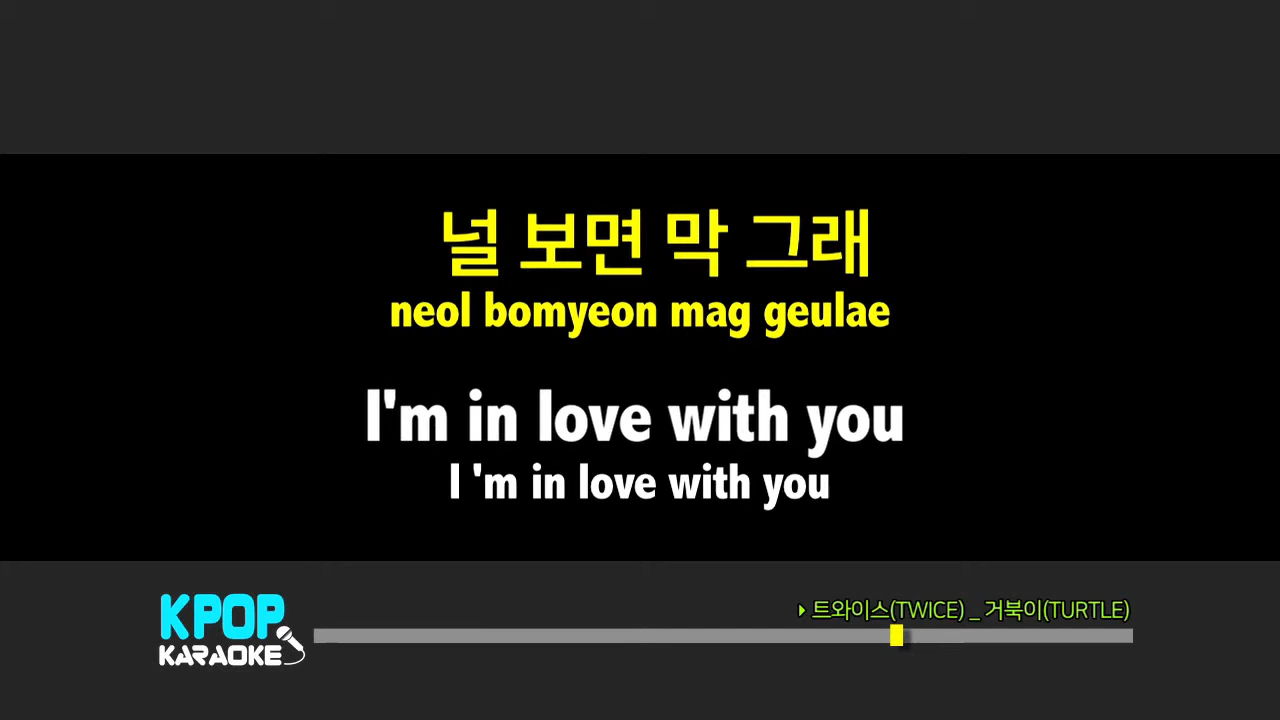 널 보면 막 그래
neol bomyeon mag geulae
I'm in love with you
I 'm in love with you
트와이스(TWICE) _ 거북이(TURTLE)
KPOP
KARAOKE